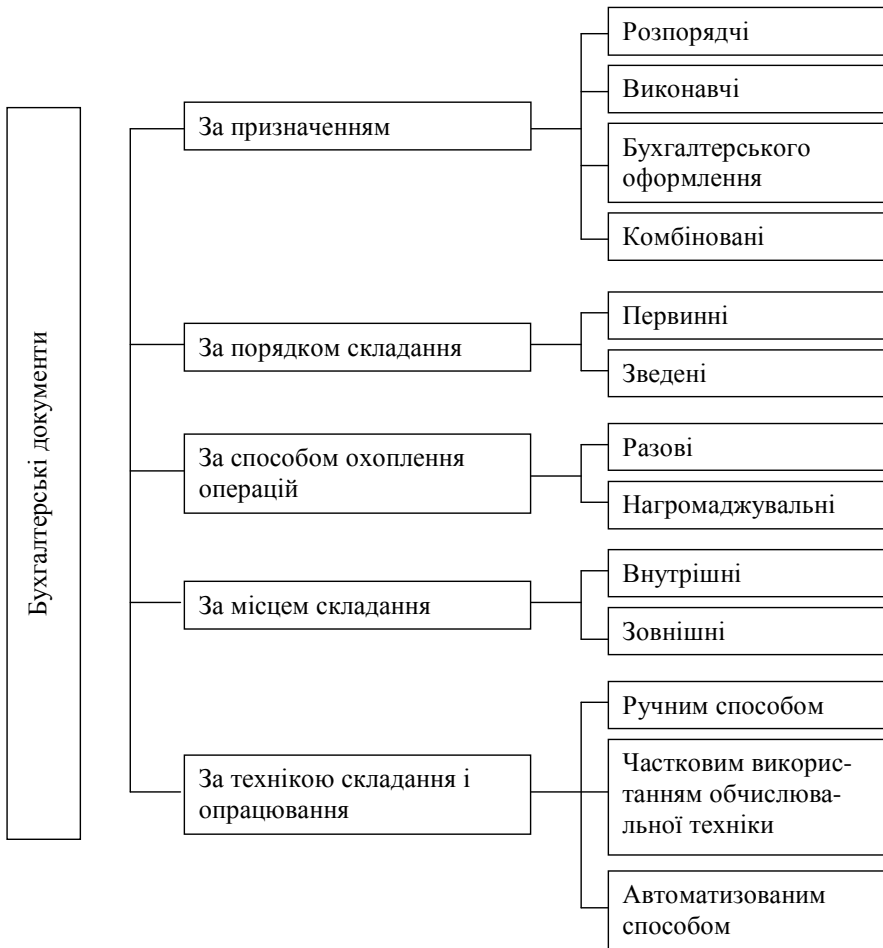 Бухгалтерські документи
За призначенням
Розпорядчі
Виконавчі
Бухгалтерського
оформлення
Комбіновані
За порядком складання
Первинні
Зведені
За способом охоплення
операцій
Разові
Нагромаджувальні
За місцем складання
Внутрішні
Зовнішні
За технікою складання і
опрацювання
Ручним способом
Частковим викорис-
танням обчислюва-
льної техніки
Автоматизованим
способом